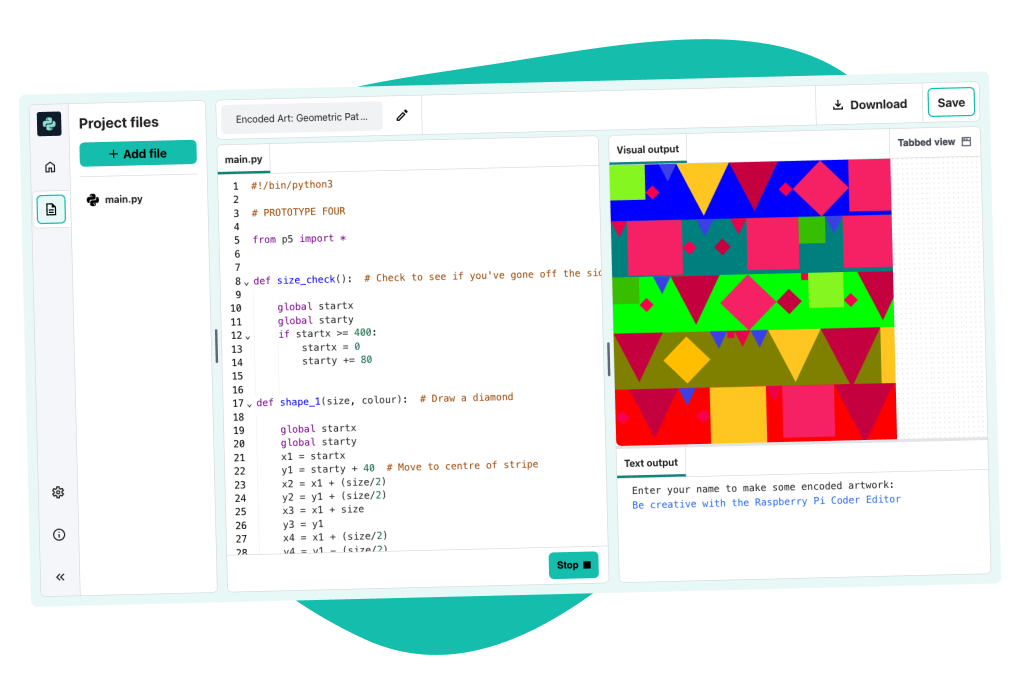 Project files
+ Add file
main.py
Encoded Art: Geometric Pat...
Download
Save
main.py
1 #!/bin/python3
2
3 # PROTOTYPE FOUR
4
5 from p5 import *
6
7
8 def size_check():  # Check to see if you've gone off the sid
9
10     global startx
11     global starty
12     if startx >= 400:
13         startx = 0
14         starty += 80
15
16
17 def shape_1(size, colour):  # Draw a diamond
18
19     global startx
20     global starty
21     x1 = startx
22     y1 = starty + 40  # Move to centre of stripe
23     x2 = x1 + (size/2)
24     y2 = y1 + (size/2)
25     x3 = x1 + size
26     y3 = y1
27     x4 = x1 + (size/2)
28     y4 = y1 - (size/2)
Stop
Visual output
Tabbed view
Text output
Enter your name to make some encoded artwork:
Be creative with the Raspberry Pi Coder Editor